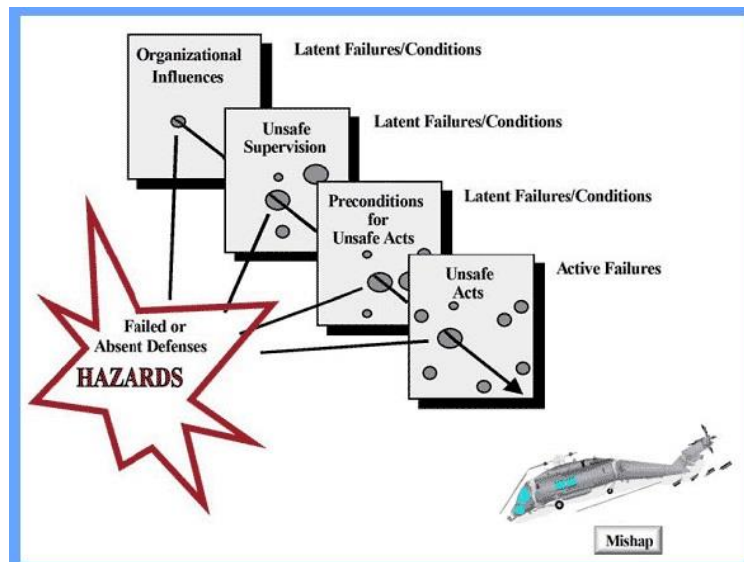 Organizational
Influences
Latent Failures/Conditions
Unsafe
Supervision
Latent Failures/Conditions
Preconditions
for
Unsafe Acts
Latent Failures/Conditions
Unsafe
Acts
Active Failures
Failed or
Absent Defenses
HAZARDS
Mishap